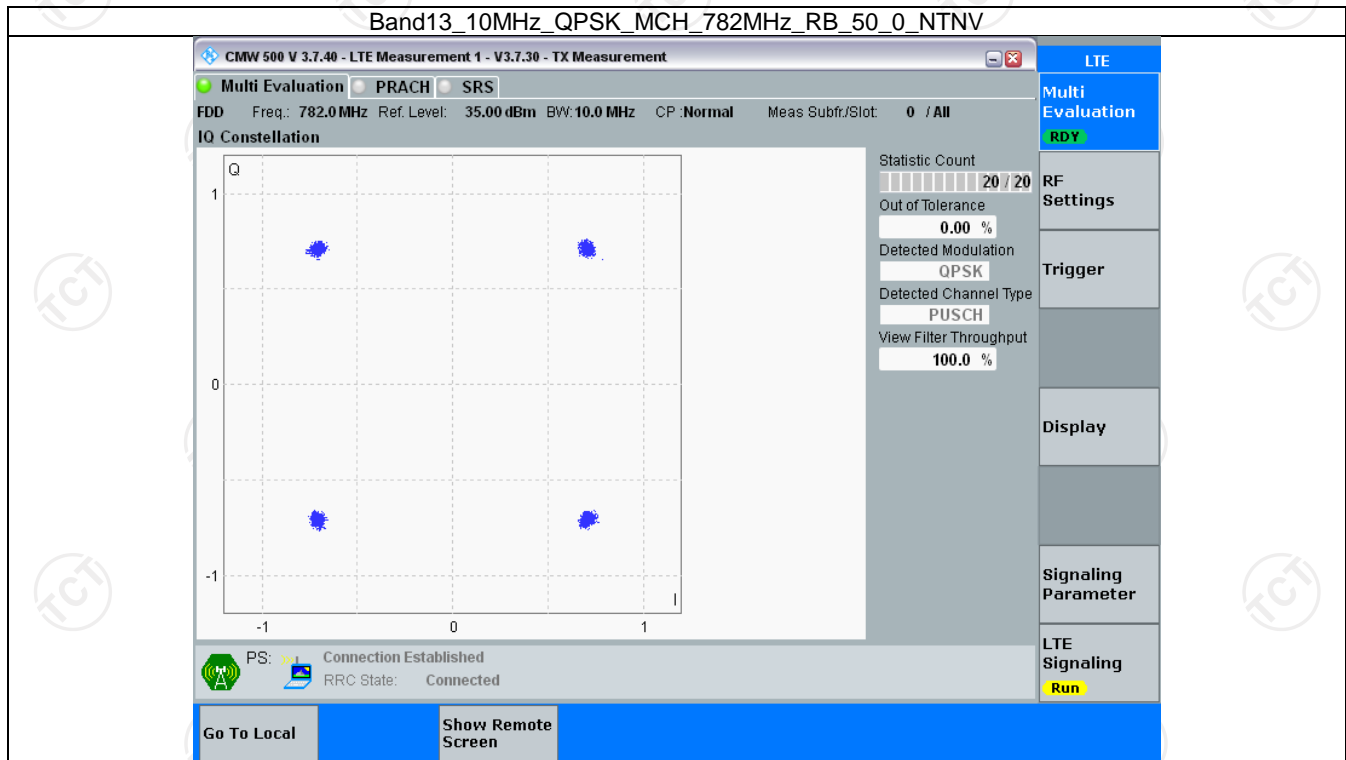 Band13_10MHz_QPSK_MCH_782MHz_RB_50_0_NTNV
CMW 500 V 3.7.40 - LTE Measurement 1 - V3.7.30 - TX Measurement
LTE
Multi Evaluation PRACH SRS
FDD Freq.: 782.0 MHz Ref. Level: 35.00 dBm BW: 10.0 MHz CP :Normal Meas Subfr./Slot: 0 / All
IQ Constellation
Q
1
0
-1
-1 0 1
I
Statistic Count
20 / 20
Out of Tolerance
0.00 %
Detected Modulation
QPSK
Detected Channel Type
PUSCH
View Filter Throughput
100.0 %
Multi
Evaluation
RDY
RF
Settings
Trigger
Display
Signaling
Parameter
LTE
Signaling
Run
PS: Connection Established
RRC State: Connected
Go To Local
Show Remote
Screen
TCT
TCT
TCT
TCT